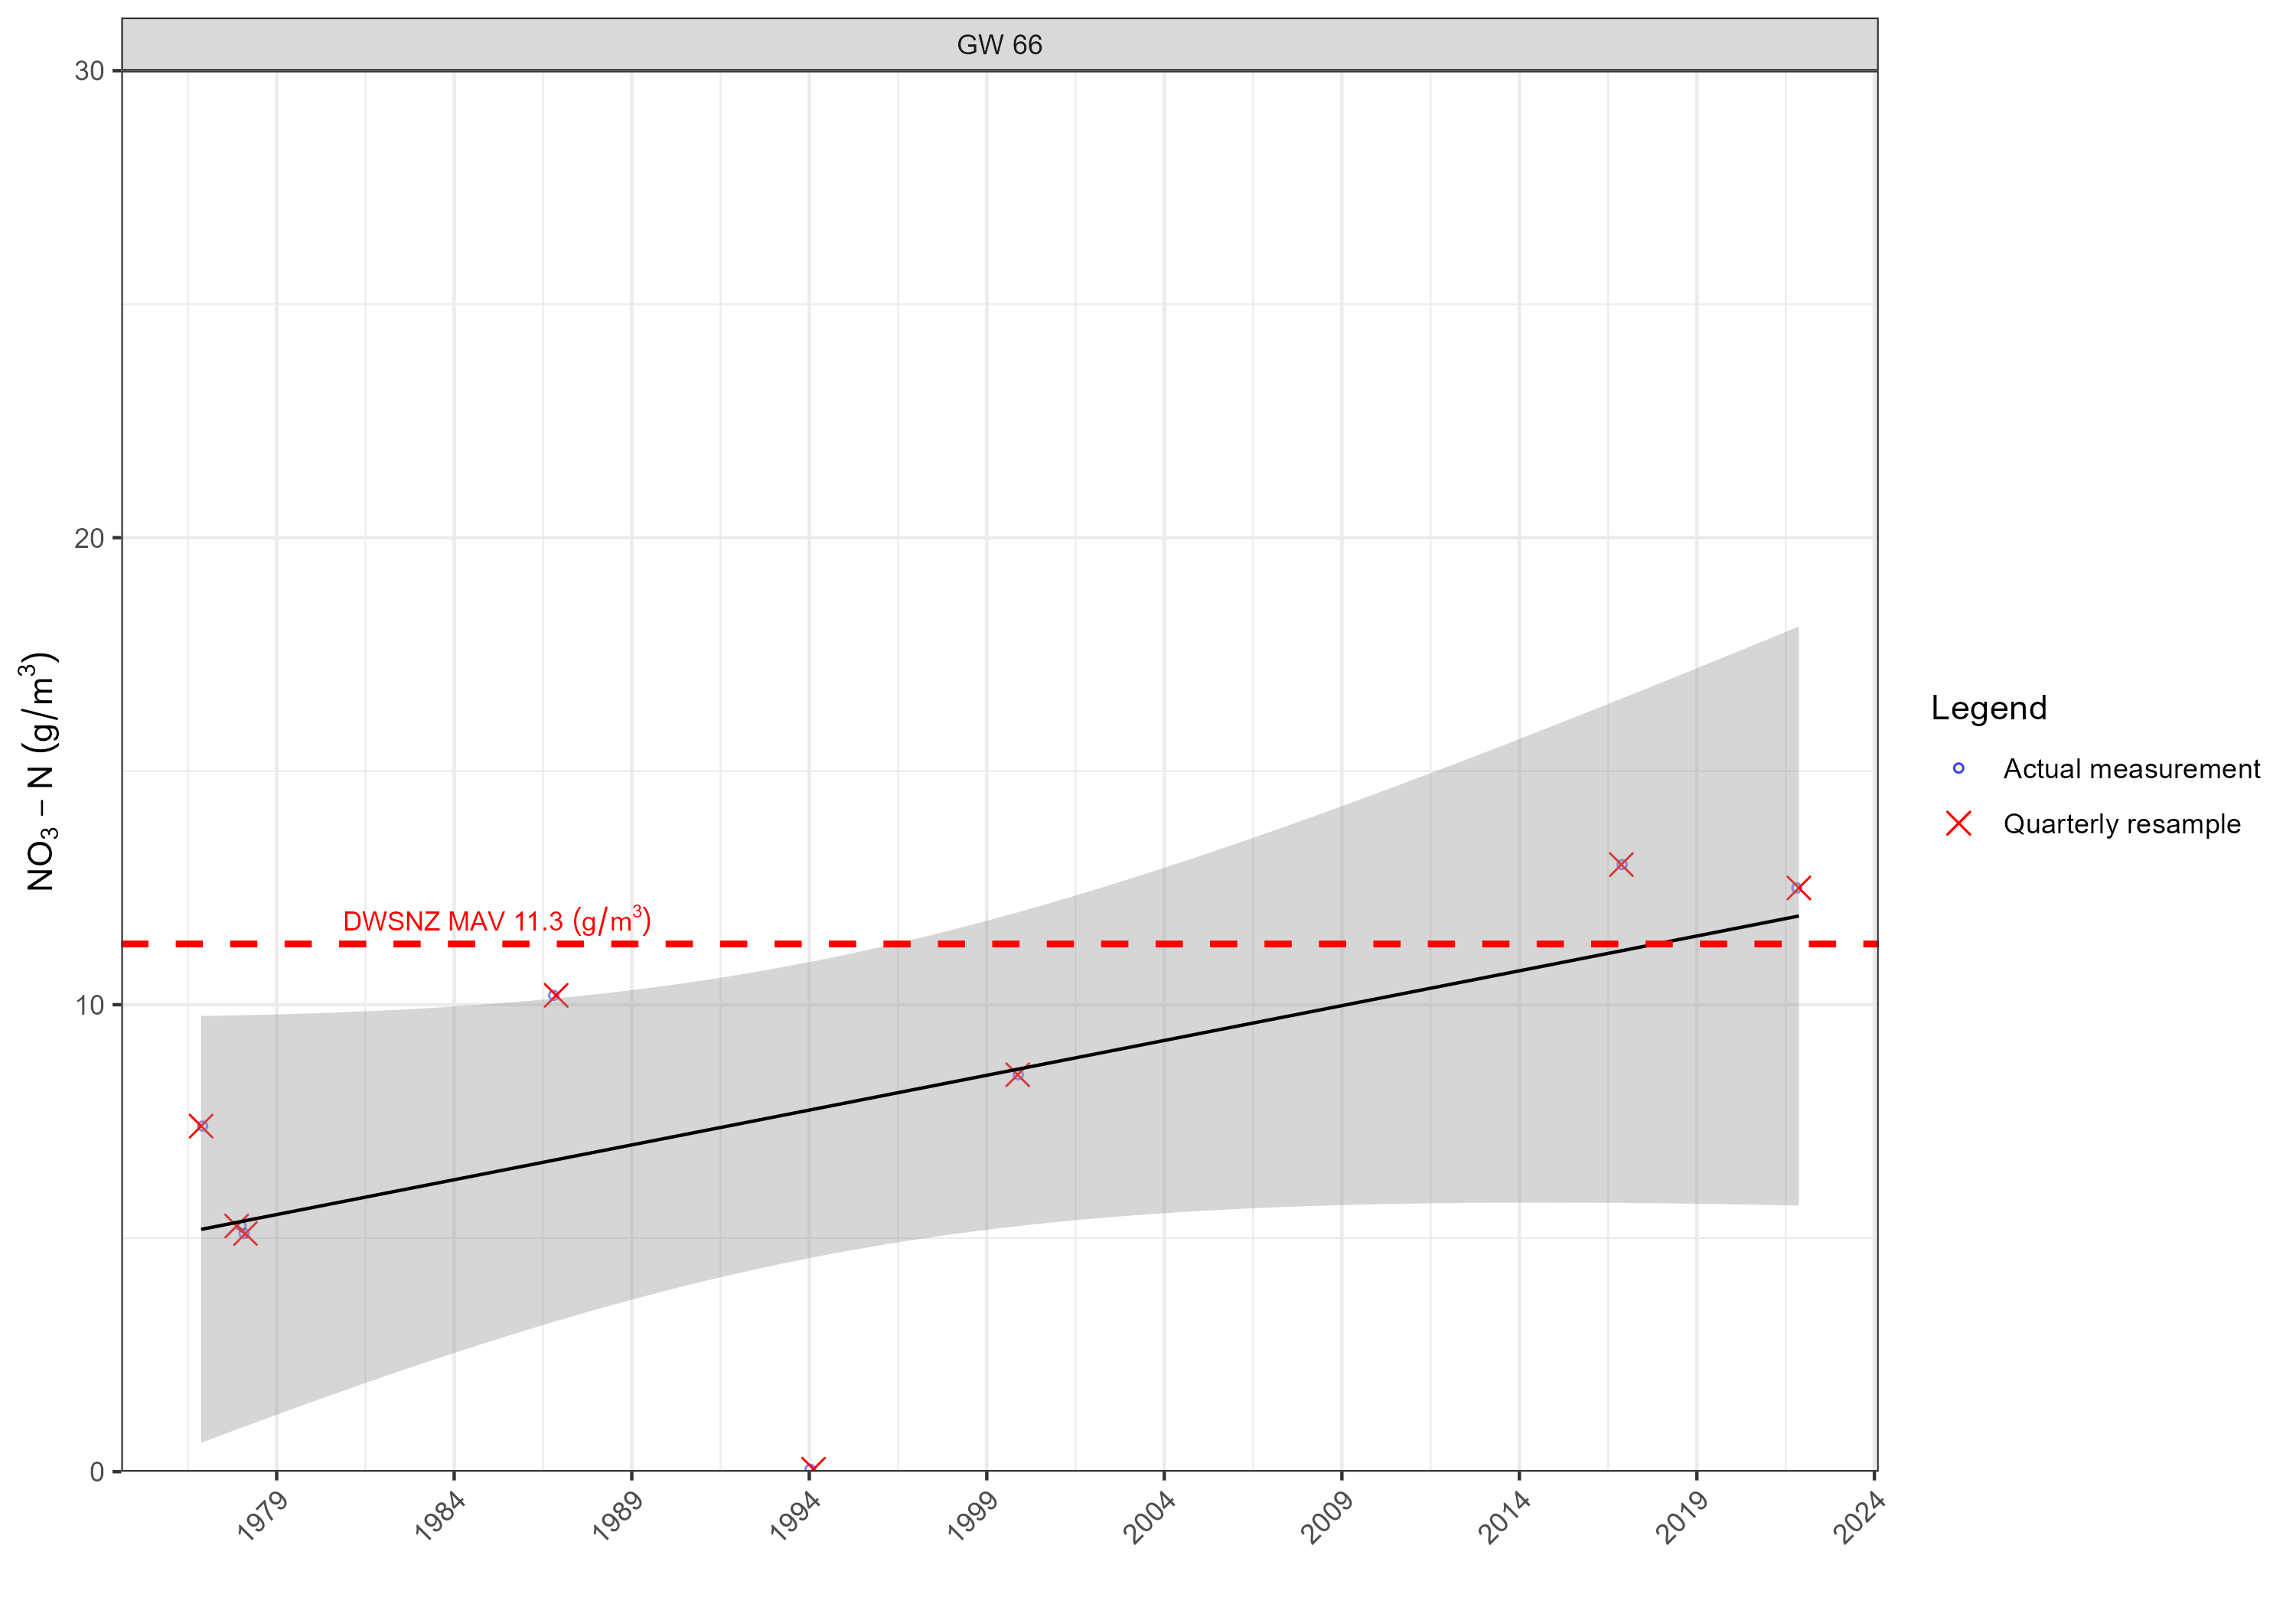 GW 66
30
20
10
0
NO₃ – N (g/m³)
DWSNZ MAV 11.3 (g/m³)
1979
1984
1989
1994
1999
2004
2009
2014
2019
2024
Legend
Actual measurement
Quarterly resample